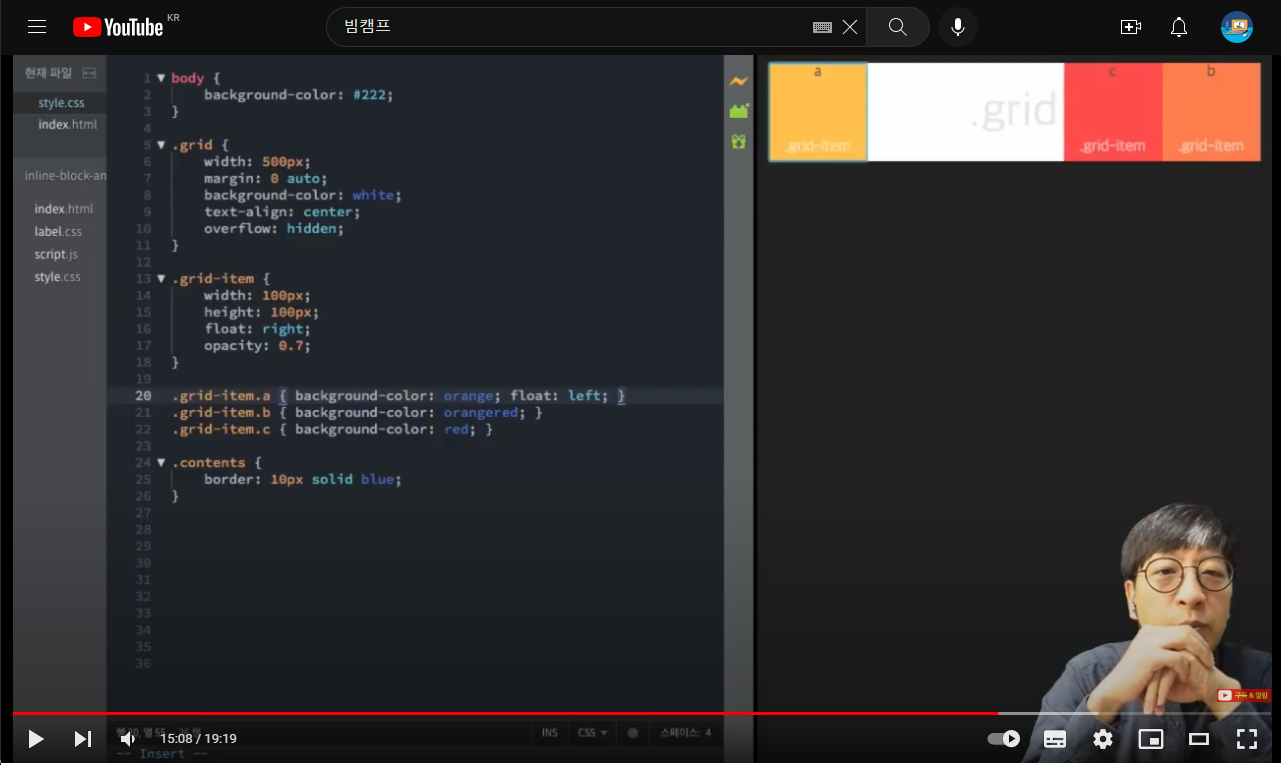 YouTube KR
빔캠프
현재 파일
style.css
index.html
inline-block-an
index.html
label.css
script.js
style.css
1 body {
2 background-color: #222;
3 }
4
5 .grid {
6 width: 500px;
7 margin: 0 auto;
8 background-color: white;
9 text-align: center;
10 overflow: hidden;
11 }
12
13 .grid-item {
14 width: 100px;
15 height: 100px;
16 float: right;
17 opacity: 0.7;
18 }
19
20 .grid-item.a { background-color: orange; float: left; }
21 .grid-item.b { background-color: orangered; }
22 .grid-item.c { background-color: red; }
23
24 .contents {
25 border: 10px solid blue;
26 }
27
28
29
30
31
32
33
34
35
36
a c b
.grid
.grid-item .grid-item .grid-item
구독 & 알림
INS CSS 스페이스: 4
15:08 / 19:19
-- Insert --